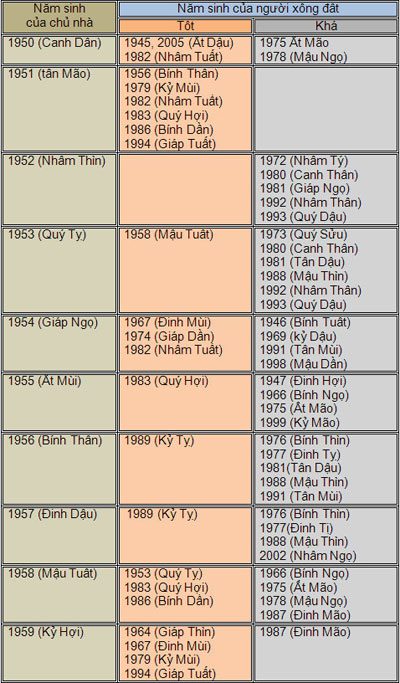 Năm sinh
của chủ nhà
Năm sinh của người xông đất
Tốt
Khá
1950 (Canh Dần)
1945, 2005 (Ất Dậu)
1982 (Nhâm Tuất)
1975 Ất Mão
1978 (Mậu Ngọ)
1951 (tân Mão)
1956 (Bính Thân)
1979 (Kỷ Mùi)
1982 (Nhâm Tuất)
1983 (Quý Hợi)
1986 (Bính Dần)
1994 (Giáp Tuất)
1952 (Nhâm Thìn)
1972 (Nhâm Tý)
1980 (Canh Thân)
1981 (Giáp Ngọ)
1992 (Nhâm Thân)
1993 (Quý Dậu)
1953 (Quý Tỵ)
1958 (Mậu Tuất)
1973 (Quý Sửu)
1980 (Canh Thân)
1981 (Tân Dậu)
1988 (Mậu Thìn)
1992 (Nhâm Thân)
1993 (Quý Dậu)
1954 (Giáp Ngọ)
1967 (Đinh Mùi)
1974 (Giáp Dần)
1982 (Nhâm Tuất)
1946 (Bính Tuất)
1969 (kỷ Dậu)
1991 (Tân Mùi)
1998 (Mậu Dần)
1955 (Ất Mùi)
1983 (Quý Hợi)
1947 (Đinh Hợi)
1966 (Bính Ngọ)
1975 (Ất Mão)
1999 (Kỷ Mão)
1956 (Bính Thân)
1989 (Kỷ Tỵ)
1976 (Bính Thìn)
1977 (Đinh Tỵ)
1981(Tân Dậu)
1988 (Mậu Thìn)
1991 (Tân Mùi)
1957 (Đinh Dậu)
1989 (Kỷ Tỵ)
1976 (Bính Thìn)
1977(Đinh Tị)
1988 (Mậu Thìn)
2002 (Nhâm Ngọ)
1958 (Mậu Tuất)
1953 (Quý Tỵ)
1983 (Quý Hợi)
1986 (Bính Dần)
1966 (Bính Ngọ)
1975 (Ất Mão)
1978 (Mậu Ngọ)
1987 (Đinh Mão)
1959 (Kỷ Hợi)
1964 (Giáp Thìn)
1967 (Đinh Mùi)
1979 (Kỷ Mùi)
1994 (Giáp Tuất)
1987 (Đinh Mão)